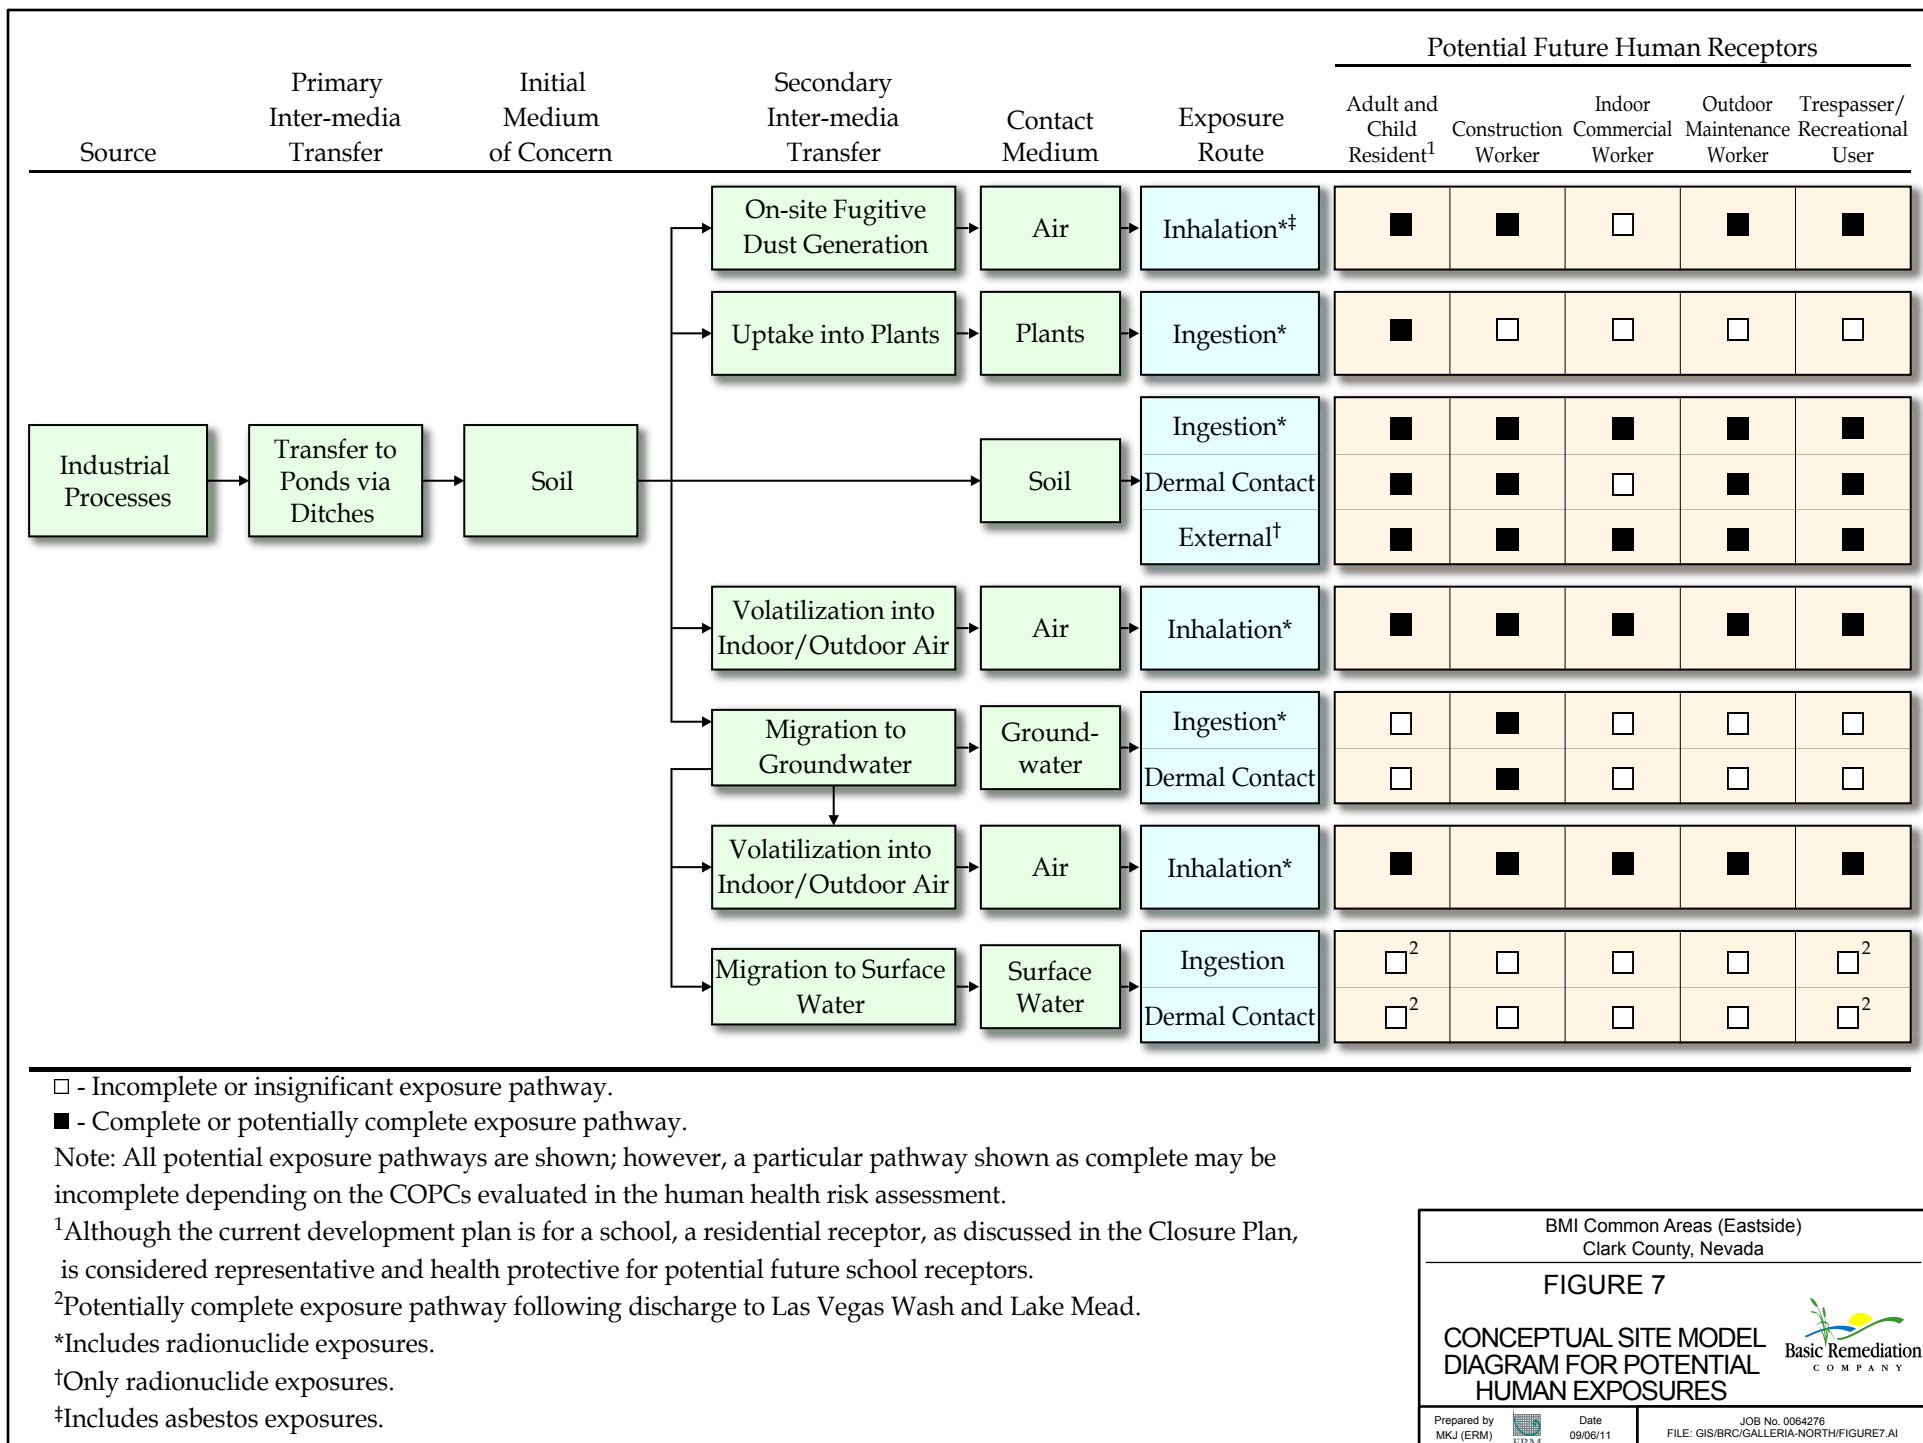 Potential Future Human Receptors
Source
Primary
Inter-media
Transfer
Initial
Medium
of Concern
Secondary
Inter-media
Transfer
Contact
Medium
Exposure
Route
Adult and
Child
Resident1
Construction
Worker
Indoor
Commercial
Worker
Outdoor
Maintenance
Worker
Trespasser/
Recreational
User
On-site Fugitive
Dust Generation
Air
Inhalation*‡
Uptake into Plants
Plants
Ingestion*
Industrial
Processes
Transfer to
Ponds via
Ditches
Soil
Soil
Ingestion*
Dermal Contact
External†
Volatilization into
Indoor/Outdoor Air
Air
Inhalation*
Migration to
Groundwater
Ground-
water
Ingestion*
Dermal Contact
Volatilization into
Indoor/Outdoor Air
Air
Inhalation*
Migration to Surface
Water
Surface
Water
Ingestion
Dermal Contact
2
2
2
2
□ - Incomplete or insignificant exposure pathway.
■ - Complete or potentially complete exposure pathway.
Note: All potential exposure pathways are shown; however, a particular pathway shown as complete may be
incomplete depending on the COPCs evaluated in the human health risk assessment.
1Although the current development plan is for a school, a residential receptor, as discussed in the Closure Plan,
is considered representative and health protective for potential future school receptors.
2Potentially complete exposure pathway following discharge to Las Vegas Wash and Lake Mead.
*Includes radionuclide exposures.
†Only radionuclide exposures.
‡Includes asbestos exposures.
BMI Common Areas (Eastside)
Clark County, Nevada
FIGURE 7
CONCEPTUAL SITE MODEL
DIAGRAM FOR POTENTIAL
HUMAN EXPOSURES
Basic Remediation
COMPANY
Prepared by
MKJ (ERM)
ERM
Date
09/06/11
JOB No. 0064276
FILE: GIS/BRC/GALLERIA-NORTH/FIGURE7.AI